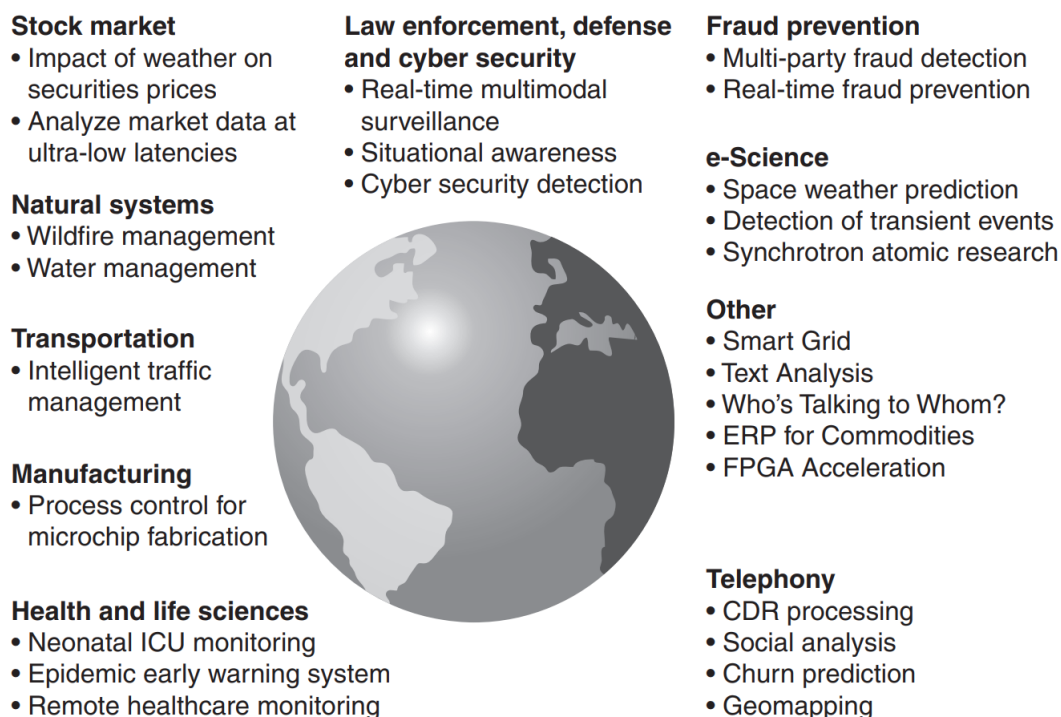 Stock market
• Impact of weather on
securities prices
• Analyze market data at
ultra-low latencies
Natural systems
• Wildfire management
• Water management
Transportation
• Intelligent traffic
management
Manufacturing
• Process control for
microchip fabrication
Health and life sciences
• Neonatal ICU monitoring
• Epidemic early warning system
• Remote healthcare monitoring
Law enforcement, defense
and cyber security
• Real-time multimodal
surveillance
• Situational awareness
• Cyber security detection
Fraud prevention
• Multi-party fraud detection
• Real-time fraud prevention
e-Science
• Space weather prediction
• Detection of transient events
• Synchrotron atomic research
Other
• Smart Grid
• Text Analysis
• Who’s Talking to Whom?
• ERP for Commodities
• FPGA Acceleration
Telephony
• CDR processing
• Social analysis
• Churn prediction
• Geomapping